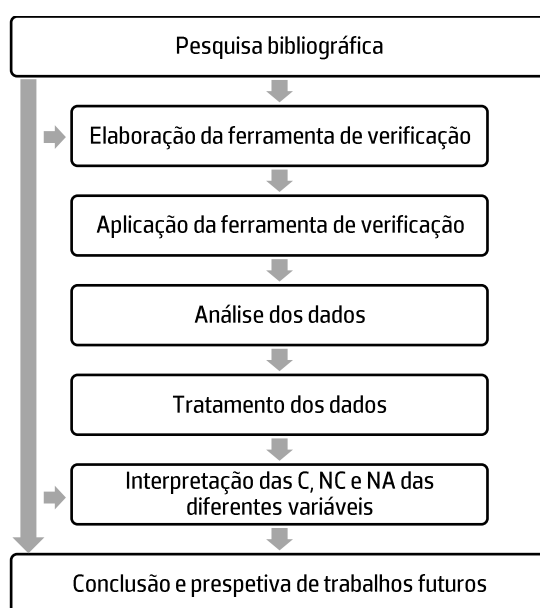 Pesquisa bibliográfica
Elaboração da ferramenta de verificação
Aplicação da ferramenta de verificação
Análise dos dados
Tratamento dos dados
Interpretação das C, NC e NA das
diferentes variáveis
Conclusão e prespetiva de trabalhos futuros